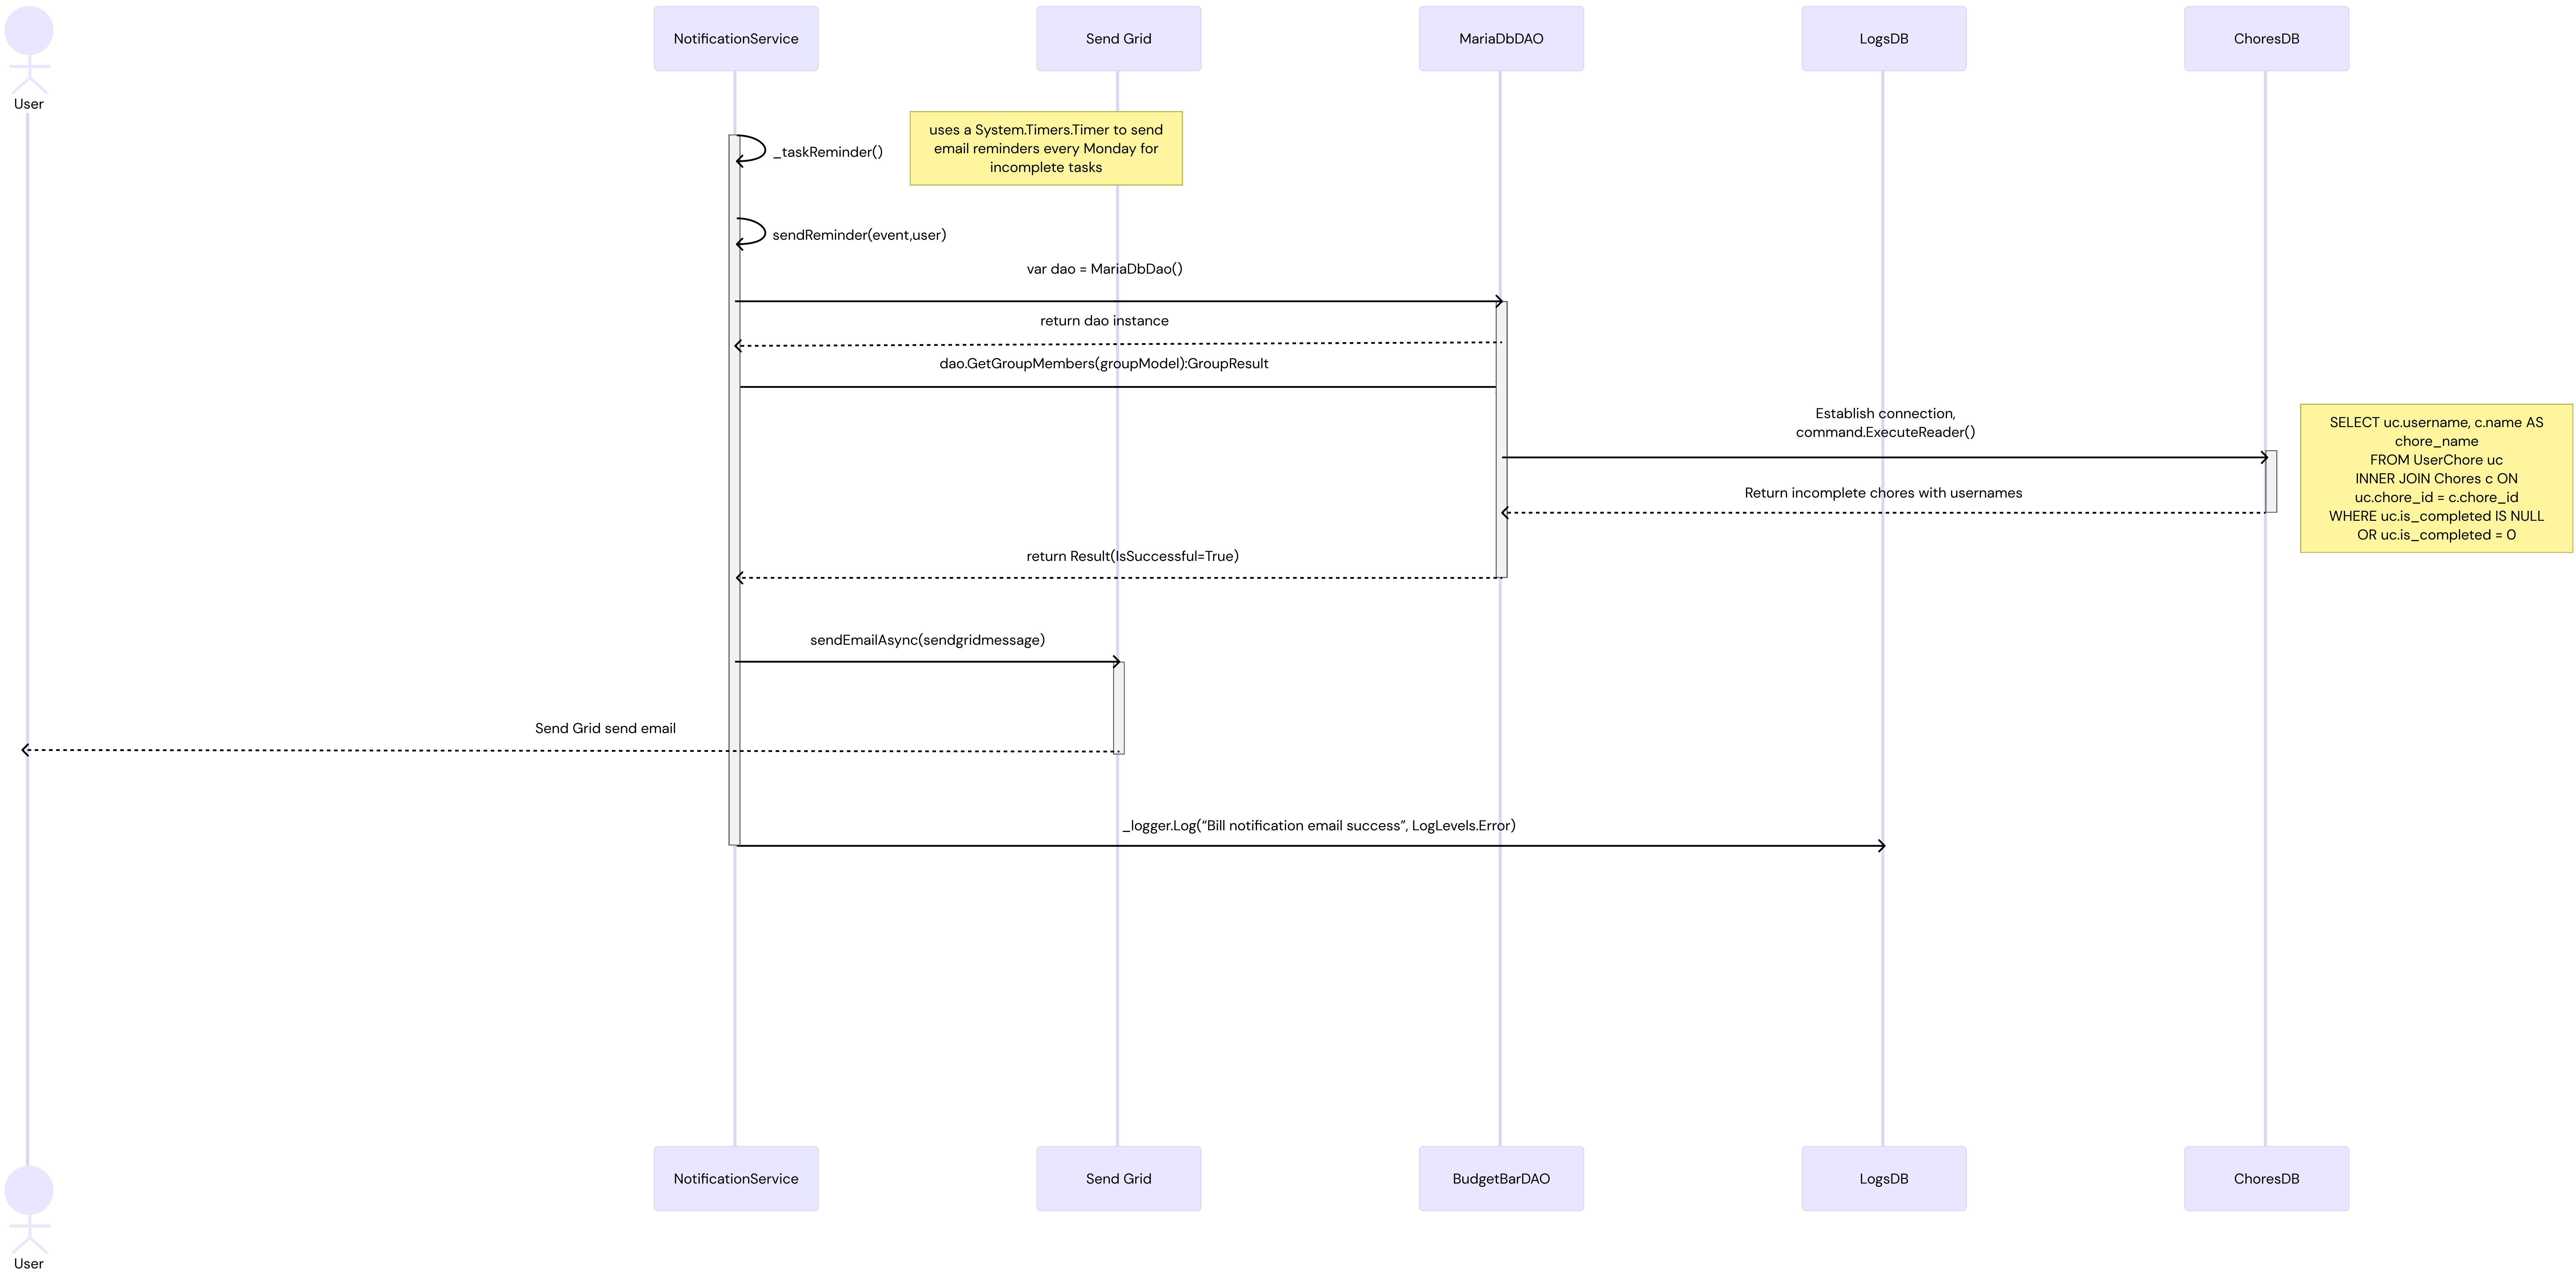 User
NotificationService
Send Grid
MariaDbDAO
LogsDB
ChoresDB
_taskReminder()
uses a System.Timers.Timer to send
email reminders every Monday for
incomplete tasks
sendReminder(event,user)
var dao = MariaDbDao()
return dao instance
dao.GetGroupMembers(groupModel):GroupResult
Establish connection,
command.ExecuteReader()
SELECT uc.username, c.name AS
chore_name
FROM UserChore uc
INNER JOIN Chores c ON
uc.chore_id = c.chore_id
WHERE uc.is_completed IS NULL
OR uc.is_completed = 0
Return incomplete chores with usernames
return Result(IsSuccessful=True)
sendEmailAsync(sendgridmessage)
Send Grid send email
_logger.Log(“Bill notification email success”, LogLevels.Error)
NotificationService
Send Grid
BudgetBarDAO
LogsDB
ChoresDB
User